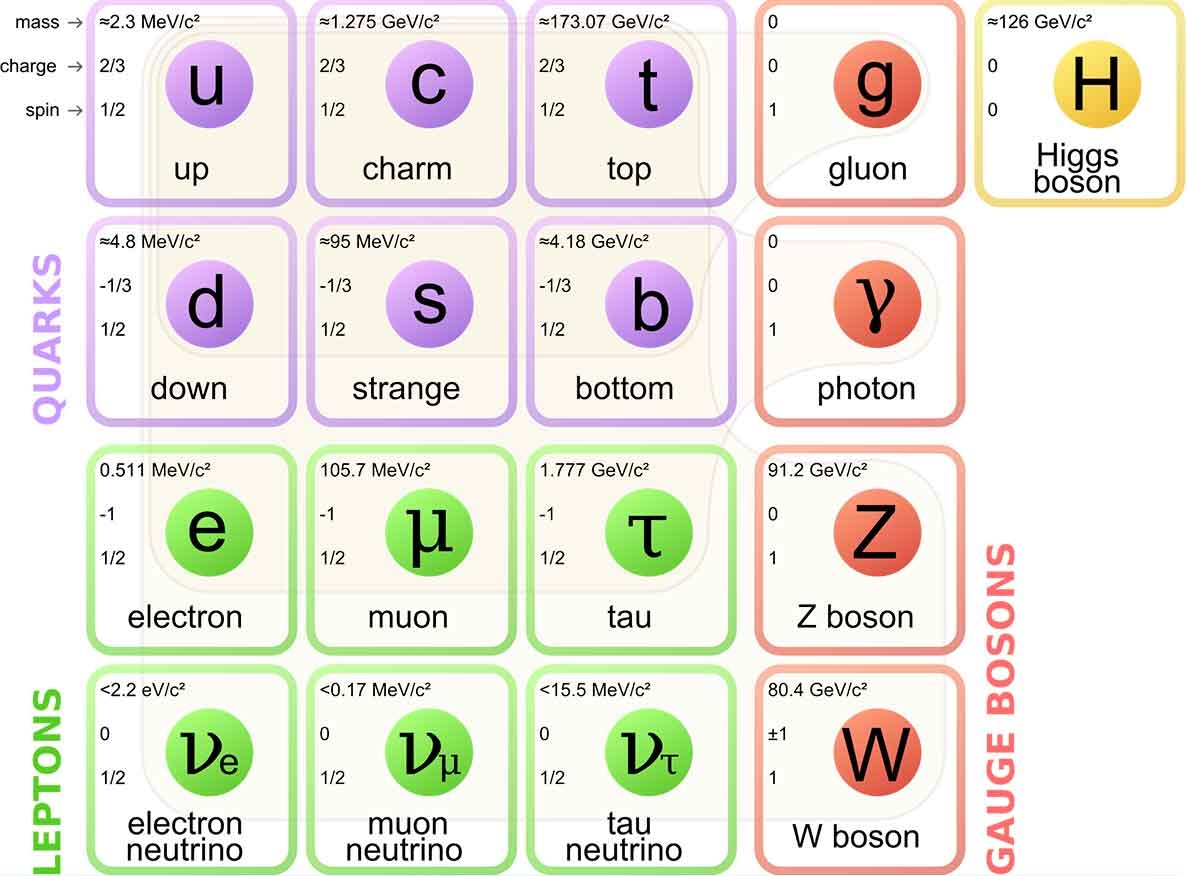 mass → ≈2.3 MeV/c²
charge → 2/3
spin → 1/2
u
up
≈1.275 GeV/c²
2/3
1/2
c
charm
≈173.07 GeV/c²
2/3
1/2
t
top
0
0
1
g
gluon
≈126 GeV/c²
0
0
H
Higgs
boson
QUARKS
≈4.8 MeV/c²
-1/3
1/2
d
down
≈95 MeV/c²
-1/3
1/2
s
strange
≈4.18 GeV/c²
-1/3
1/2
b
bottom
0
0
1
γ
photon
0.511 MeV/c²
-1
1/2
e
electron
105.7 MeV/c²
-1
1/2
μ
muon
1.777 GeV/c²
-1
1/2
τ
tau
91.2 GeV/c²
0
1
Z
Z boson
LEPTONS
<2.2 eV/c²
0
1/2
νe
electron
neutrino
<0.17 MeV/c²
0
1/2
νμ
muon
neutrino
<15.5 MeV/c²
0
1/2
ντ
tau
neutrino
80.4 GeV/c²
±1
1
W
W boson
GAUGE BOSONS